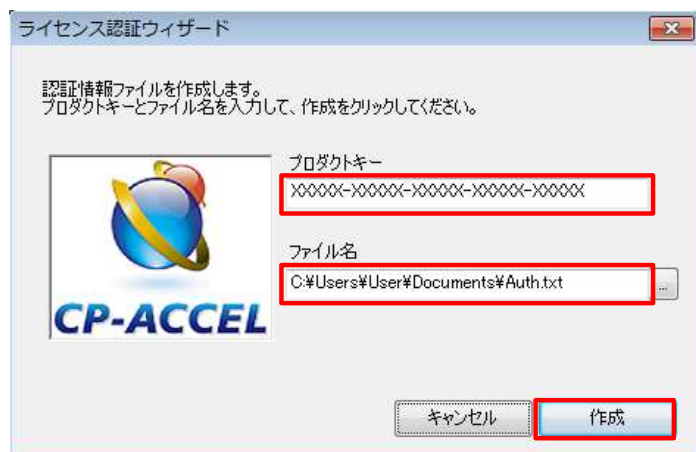 ライセンス認証ウィザード
認証情報ファイルを作成します。
プロダクトキーとファイル名を入力して、作成をクリックしてください。
プロダクトキー
XXXXX-XXXXX-XXXXX-XXXXX-XXXXX
ファイル名
C:¥Users¥User¥Documents¥Auth.txt
...
CP-ACCEL
キャンセル
作成